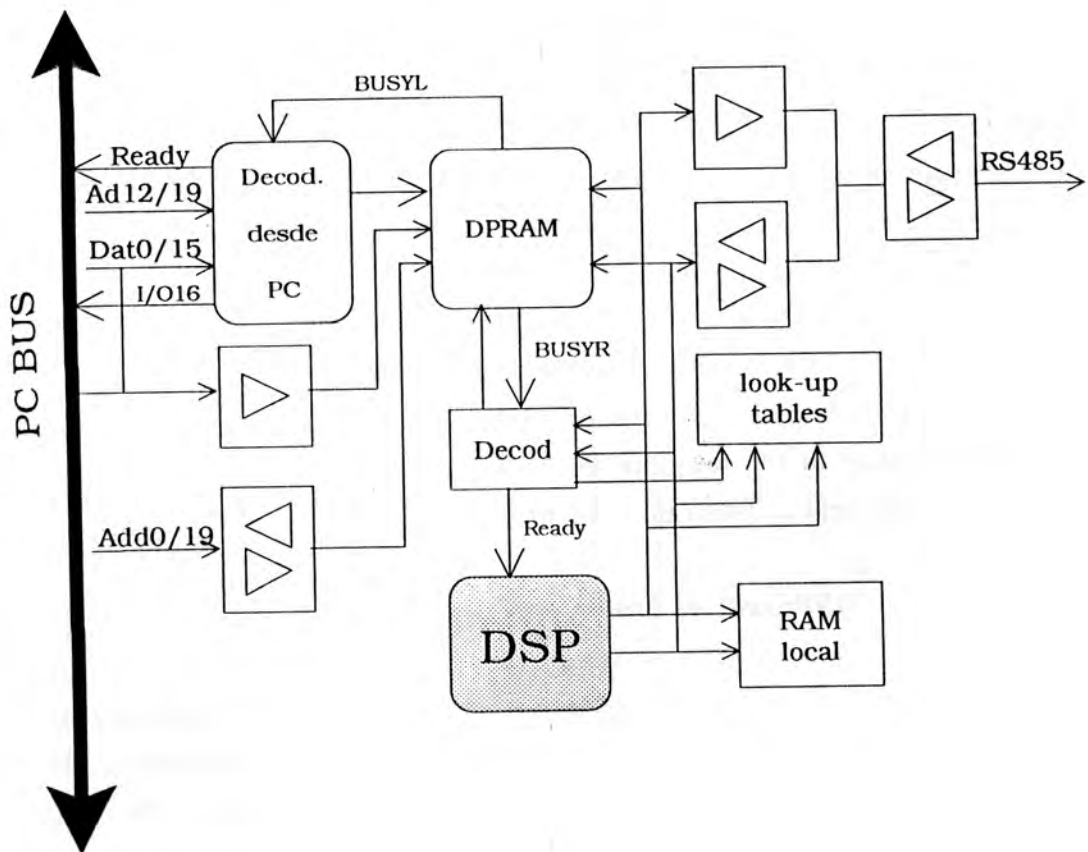 BUSYL
Ready
Ad12/19
Dat0/15
I/O16
Decod.
desde
PC
DPRAM
RS485
PC BUS
BUSYR
look-up
tables
Decod
Add0/19
Ready
DSP
RAM
local